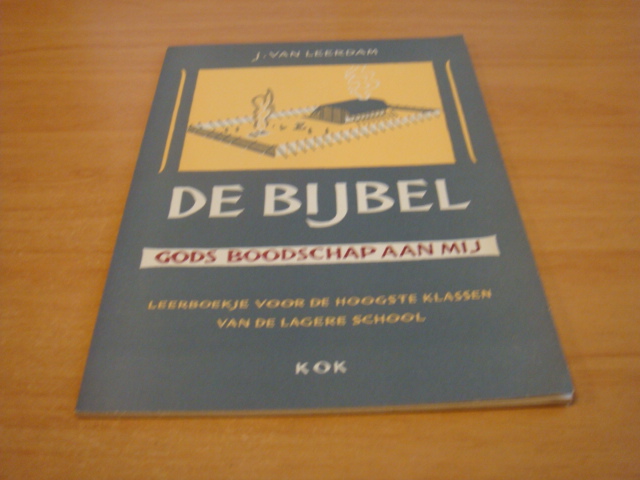 J. VAN LEERDAM
DE BIJBEL
GODS BOODSCHAP AAN MIJ
LEERBOEKJE VOOR DE HOOGSTE KLASSEN
VAN DE LAGERE SCHOOL
KOK